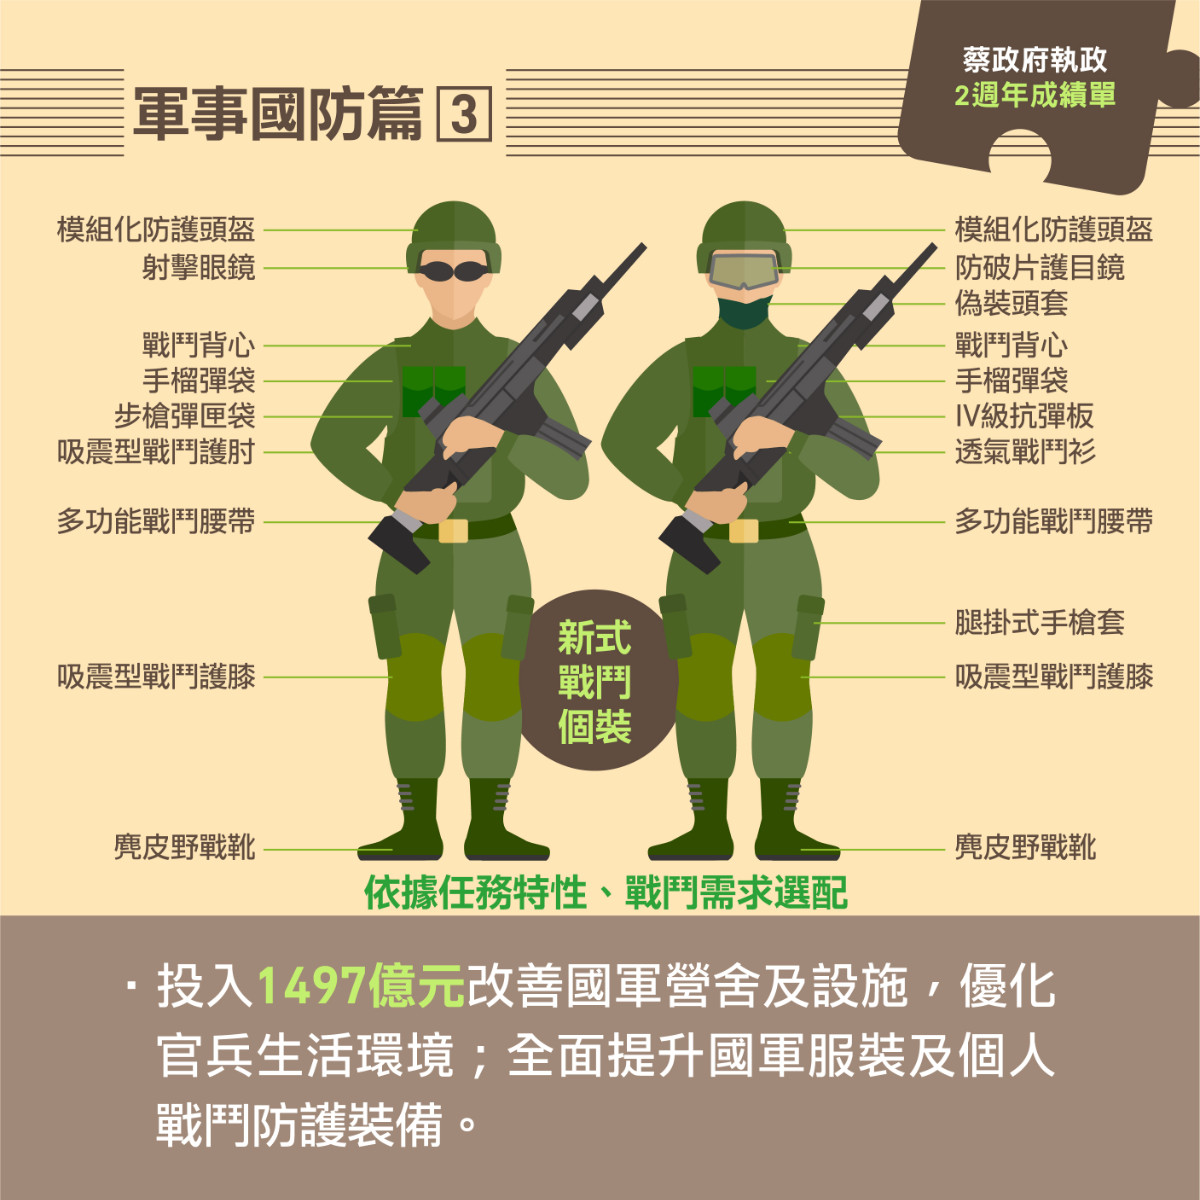 蔡政府執政
2週年成績單
軍事國防篇 3
模組化防護頭盔
射擊眼鏡
戰鬥背心
手榴彈袋
步槍彈匣袋
吸震型戰鬥護肘
多功能戰鬥腰帶
吸震型戰鬥護膝
麂皮野戰靴
模組化防護頭盔
防破片護目鏡
偽裝頭套
戰鬥背心
手榴彈袋
IV級抗彈板
透氣戰鬥衫
多功能戰鬥腰帶
腿掛式手槍套
吸震型戰鬥護膝
麂皮野戰靴
新式
戰鬥
個裝
依據任務特性、戰鬥需求選配
·投入1497億元改善國軍營舍及設施，優化
官兵生活環境；全面提升國軍服裝及個人
戰鬥防護裝備。